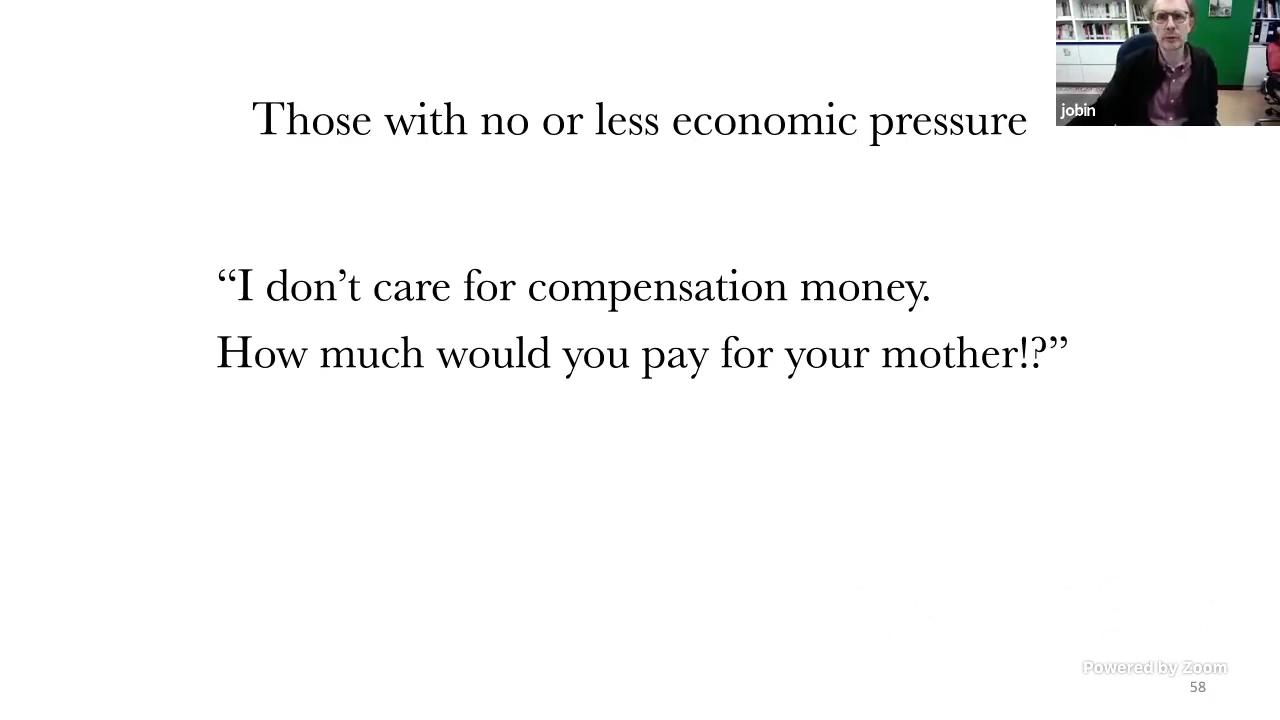 jobin
Those with no or less economic pressure
“I don’t care for compensation money.
How much would you pay for your mother!?”
Powered by Zoom
58